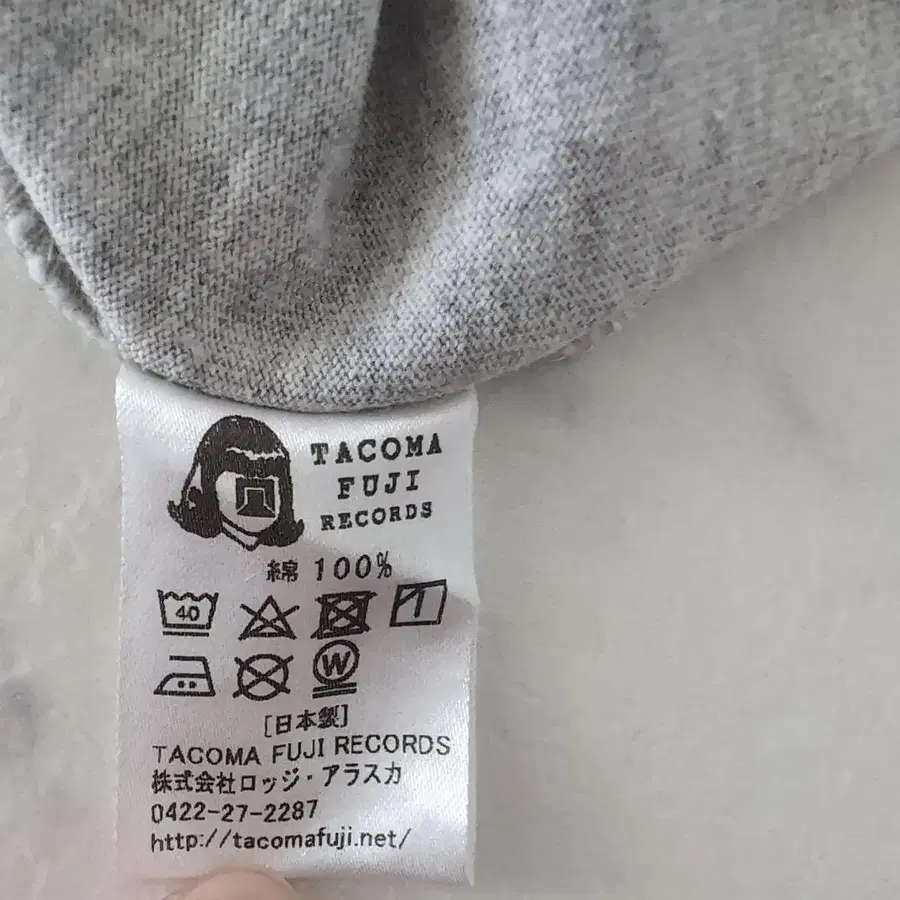 TACOMA
FUJI
RECORDS
綿 100%
40
W
[日本製]
TACOMA FUJI RECORDS
株式会社ロッジ・アラスカ
0422-27-2287
http://tacomafuji.net/